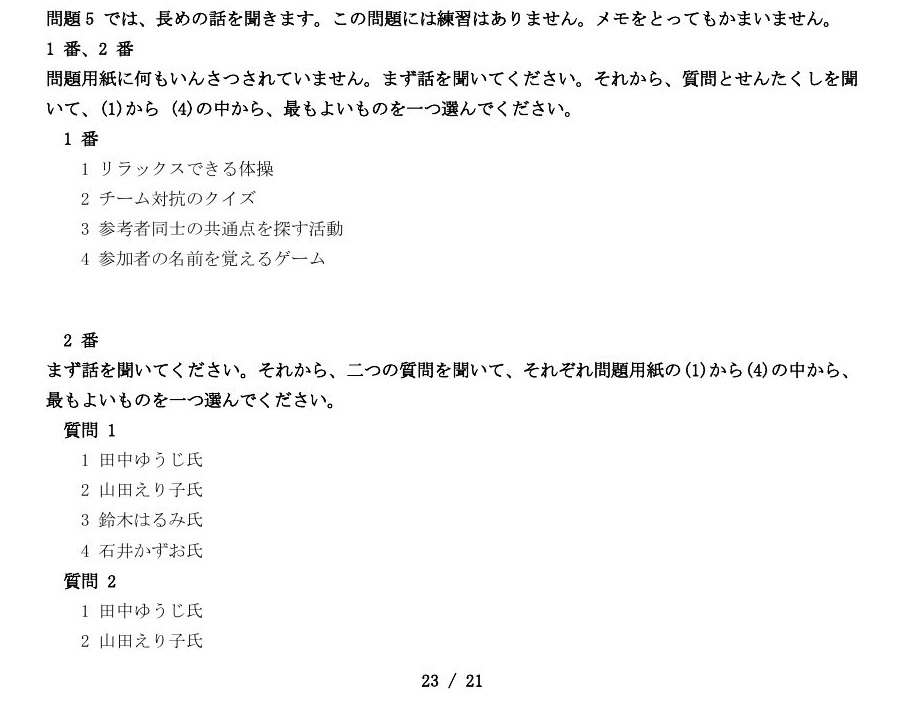 問題5 では、長めの話を聞きます。この問題には練習はありません。メモをとってもかまいません。
1 番、2 番
問題用紙に何もいんさつされていません。まず話を聞いてください。それから、質問とせんたくしを聞
いて、(1)から (4)の中から、最もよいものを一つ選んでください。
1 番
1 リラックスできる体操
2 チーム対抗のクイズ
3 参考者同士の共通点を探す活動
4 参加者の名前を覚えるゲーム
2 番
まず話を聞いてください。それから、二つの質問を聞いて、それぞれ問題用紙の(1)から(4)の中から、
最もよいものを一つ選んでください。
質問 1
1 田中ゆうじ氏
2 山田えり子氏
3 鈴木はるみ氏
4 石井かずお氏
質問 2
1 田中ゆうじ氏
2 山田えり子氏
23 / 21